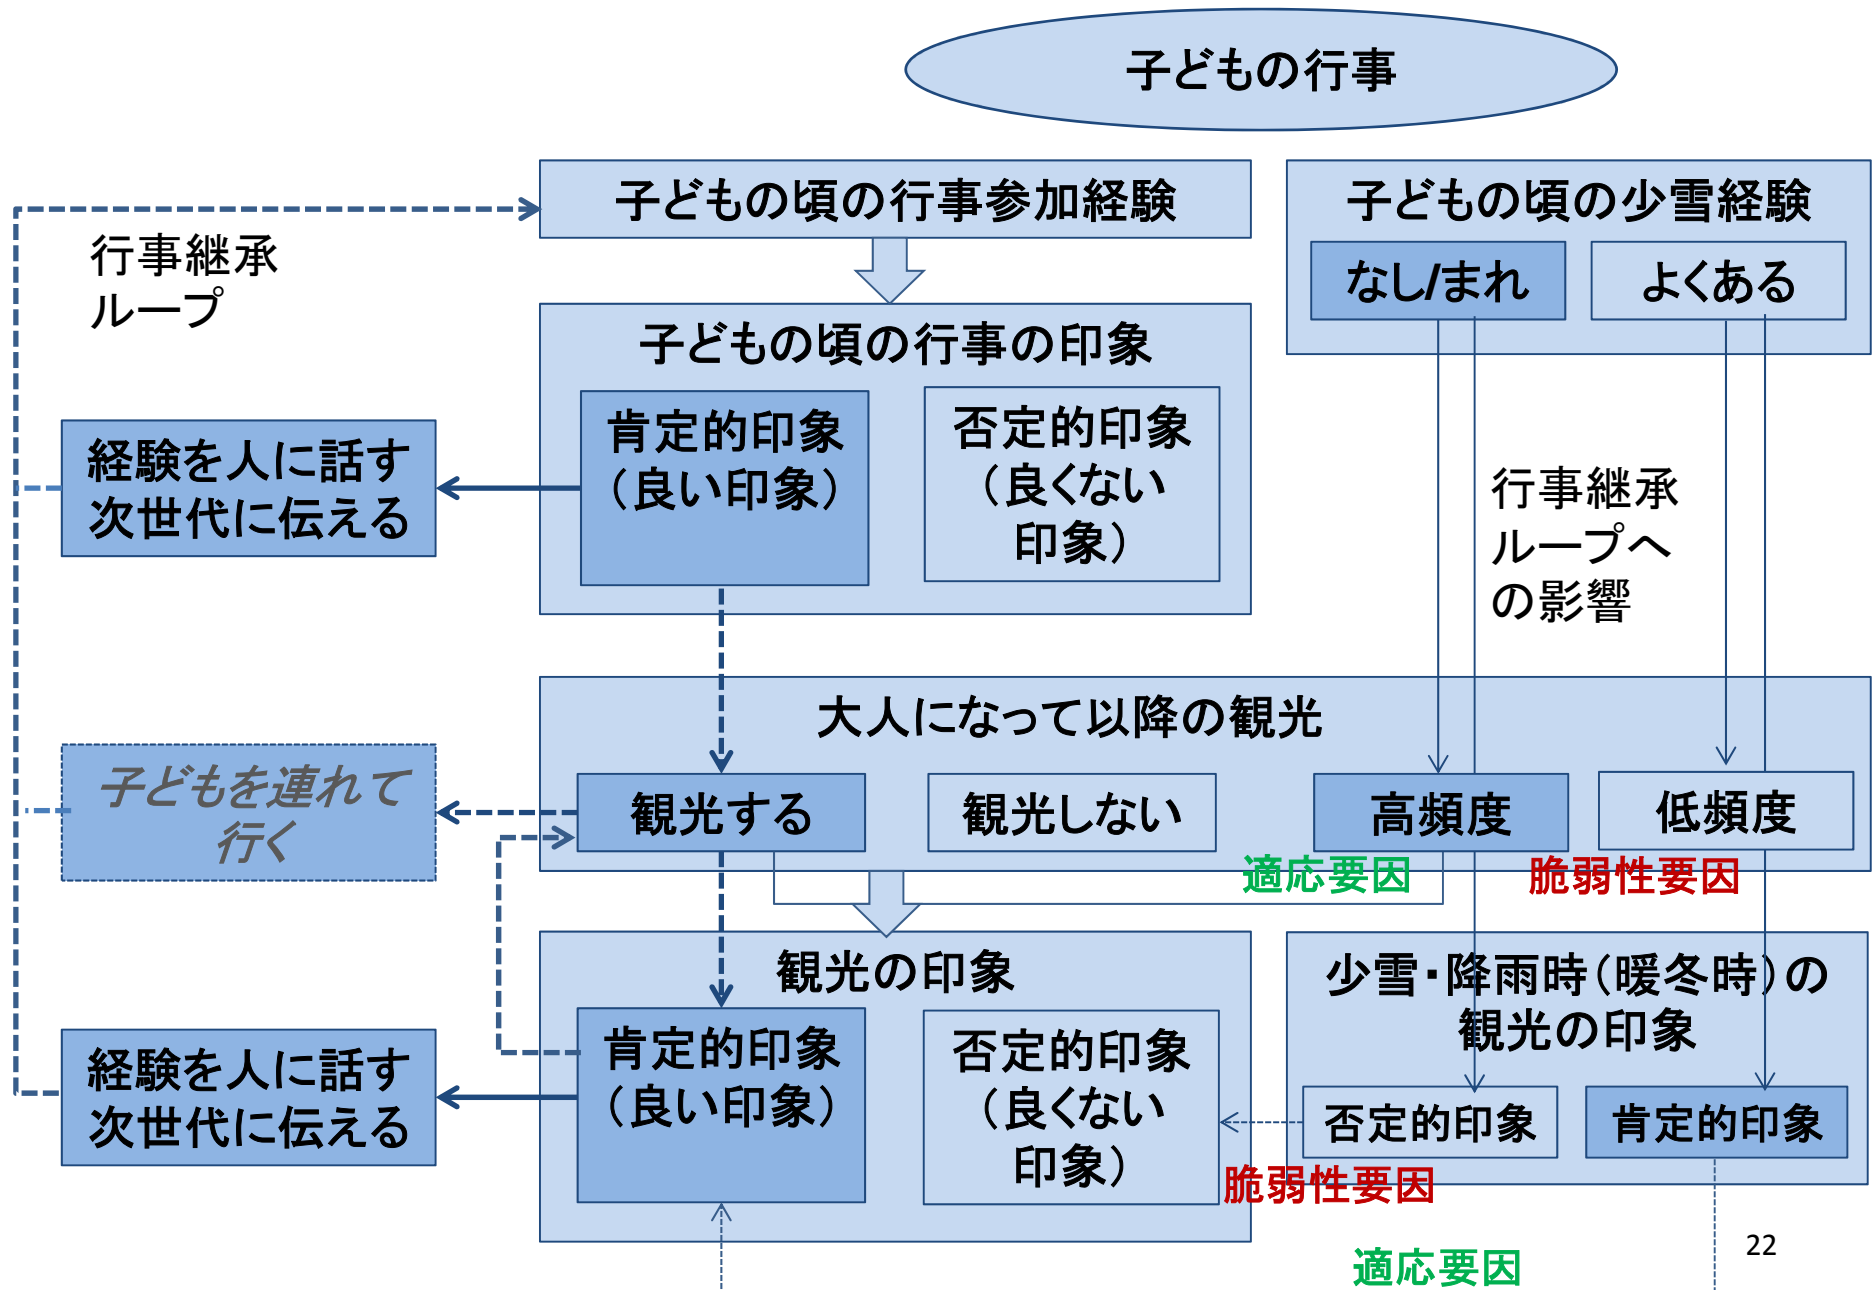 子どもの行事
子どもの頃の行事参加経験
子どもの頃の少雪経験
なし/まれ
よくある
行事継承
ループ
子どもの頃の行事の印象
肯定的印象
（良い印象）
否定的印象
（良くない
印象）
経験を人に話す
次世代に伝える
行事継承
ループへ
の影響
大人になって以降の観光
子どもを連れて
行く
観光する
観光しない
高頻度
低頻度
適応要因
脆弱性要因
観光の印象
少雪・降雨時（暖冬時）の
観光の印象
経験を人に話す
次世代に伝える
肯定的印象
（良い印象）
否定的印象
（良くない
印象）
否定的印象
肯定的印象
脆弱性要因
適応要因
22